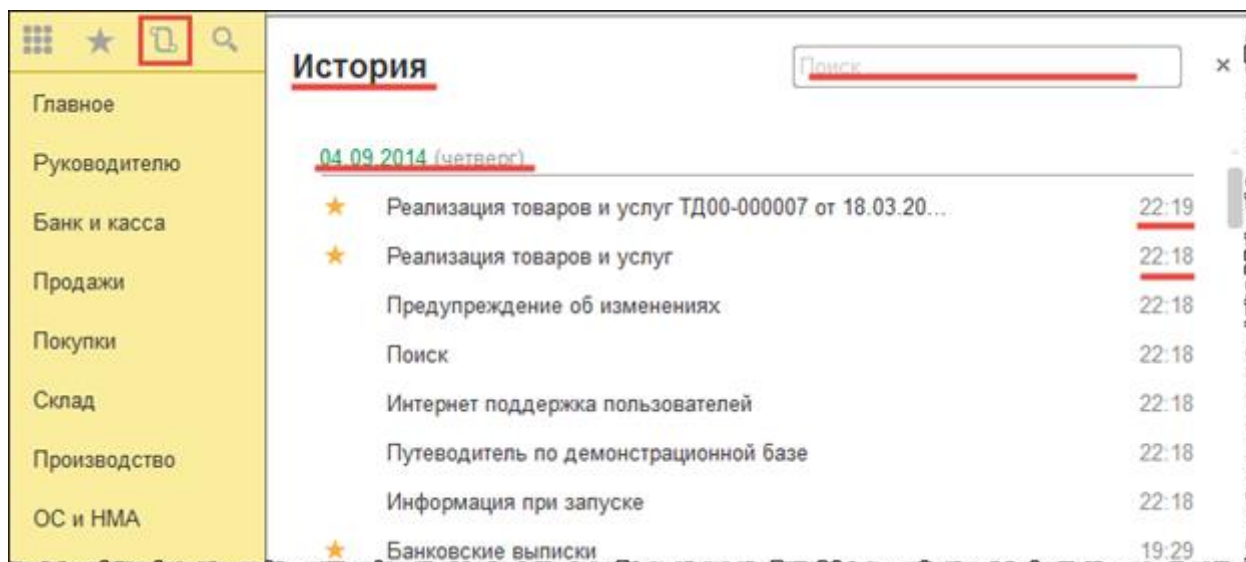 История
Поиск
Главное
Руководителю
Банк и касса
Продажи
Покупки
Склад
Производство
ОС и НМА
04.09.2014 (четверг)
Реализация товаров и услуг ТД00-000007 от 18.03.20... 22:19
Реализация товаров и услуг 22:18
Предупреждение об изменениях 22:18
Поиск 22:18
Интернет поддержка пользователей 22:18
Путеводитель по демонстрационной базе 22:18
Информация при запуске 22:18
Банковские выписки 19:29